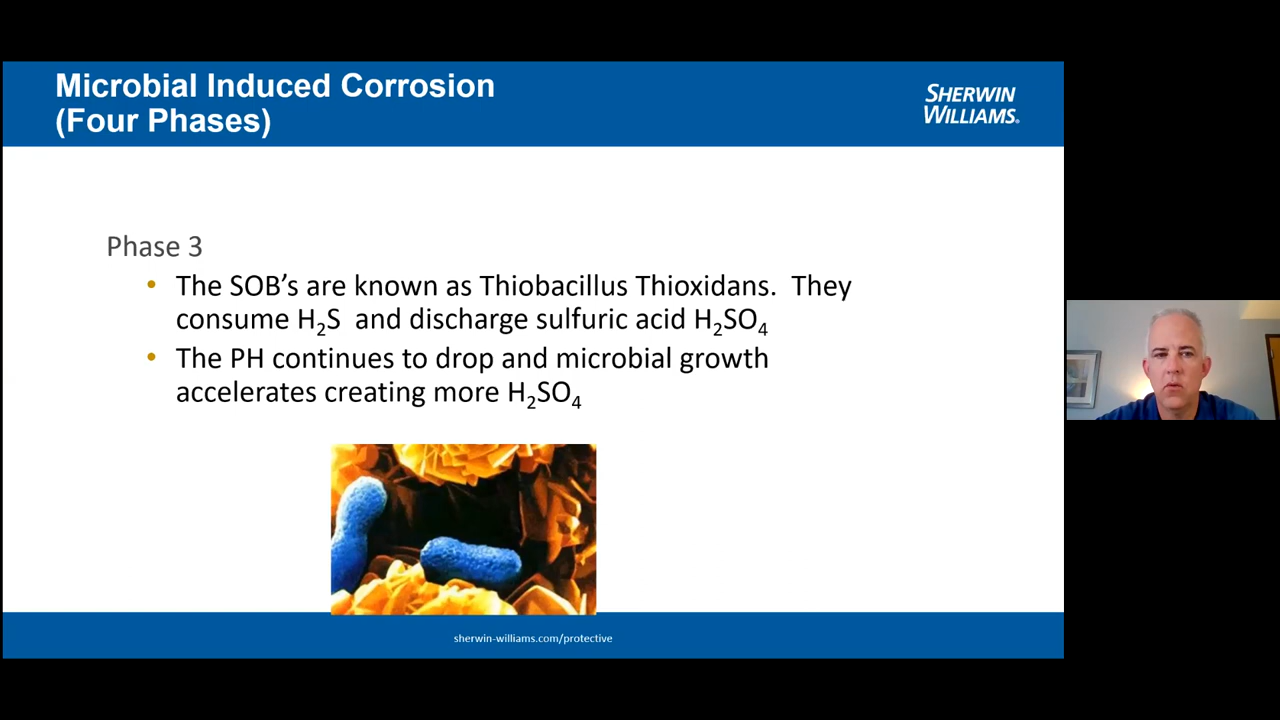 Microbial Induced Corrosion
(Four Phases)
SHERWIN
WILLIAMS.
Phase 3
• The SOB’s are known as Thiobacillus Thioxidans.  They
consume H₂S  and discharge sulfuric acid H₂SO₄
• The PH continues to drop and microbial growth
accelerates creating more H₂SO₄
sherwin-williams.com/protective